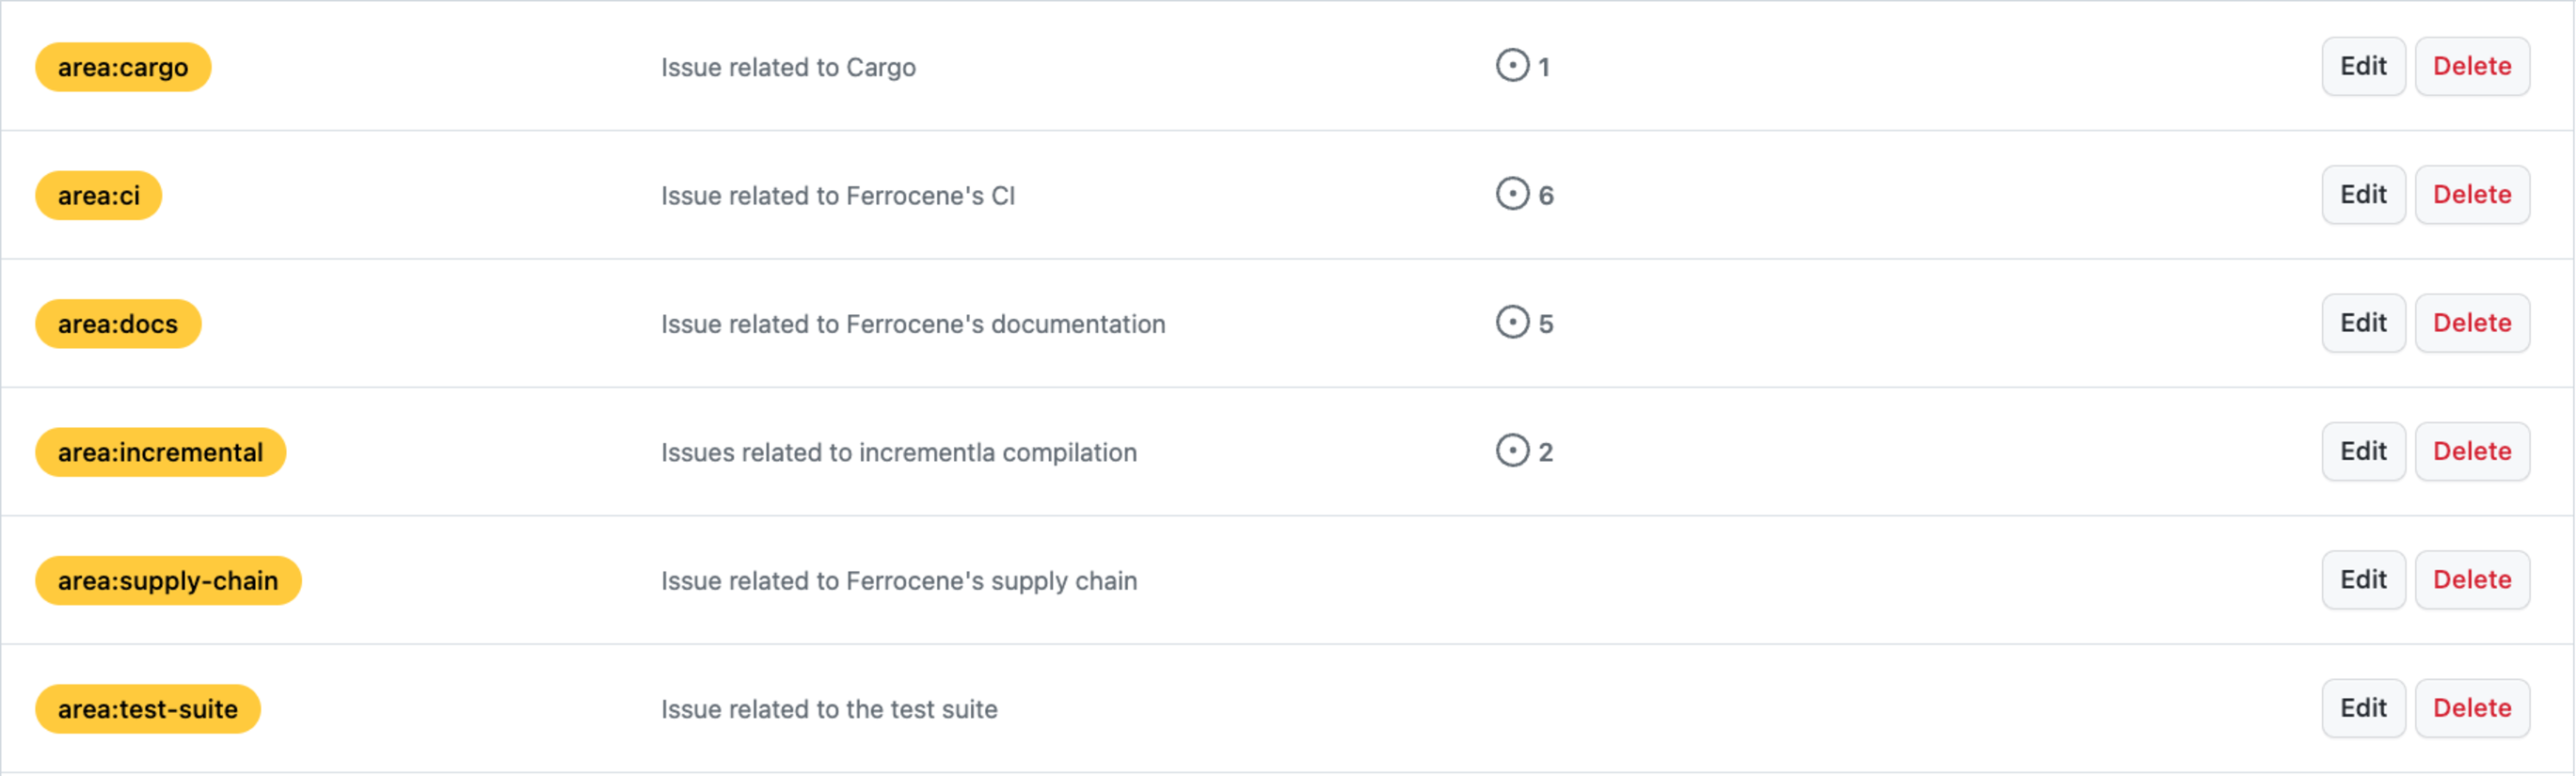 area:cargo Issue related to Cargo 1 Edit Delete
area:ci Issue related to Ferrocene's CI 6 Edit Delete
area:docs Issue related to Ferrocene's documentation 5 Edit Delete
area:incremental Issues related to incrementla compilation 2 Edit Delete
area:supply-chain Issue related to Ferrocene's supply chain Edit Delete
area:test-suite Issue related to the test suite Edit Delete